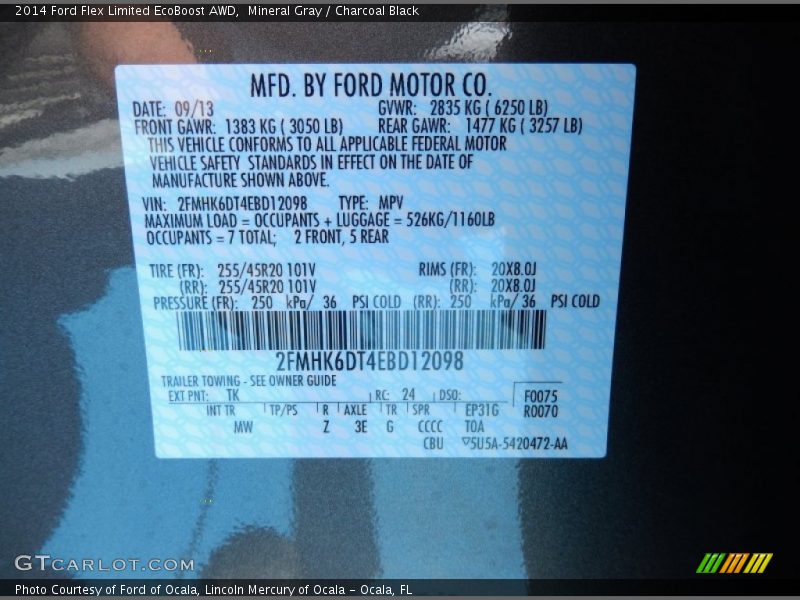 2014 Ford Flex Limited EcoBoost AWD,  Mineral Gray / Charcoal Black
MFD. BY FORD MOTOR CO.
DATE: 09/13 GVWR: 2835 KG ( 6250 LB)
FRONT GAWR: 1383 KG ( 3050 LB) REAR GAWR: 1477 KG ( 3257 LB)
THIS VEHICLE CONFORMS TO ALL APPLICABLE FEDERAL MOTOR
VEHICLE SAFETY STANDARDS IN EFFECT ON THE DATE OF
MANUFACTURE SHOWN ABOVE.
VIN: 2FMHK6DT4EBD12098 TYPE: MPV
MAXIMUM LOAD = OCCUPANTS + LUGGAGE = 526KG/1160LB
OCCUPANTS = 7 TOTAL; 2 FRONT, 5 REAR
TIRE (FR): 255/45R20 101V RIMS (FR): 20X8.0J
(RR): 255/45R20 101V (RR): 20X8.0J
PRESSURE (FR): 250 kPa/ 36 PSI COLD (RR): 250 kPa/ 36 PSI COLD
2FMHK6DT4EBD12098
TRAILER TOWING - SEE OWNER GUIDE
EXT PNT: TK RC: 24 DSO: F0075
INT TR TP/PS R AXLE TR SPR EP31G R0070
MW Z 3E G CCCC TOA
CBU ▽5U5A-5420472-AA
GTCARLOT.COM
Photo Courtesy of Ford of Ocala, Lincoln Mercury of Ocala – Ocala, FL